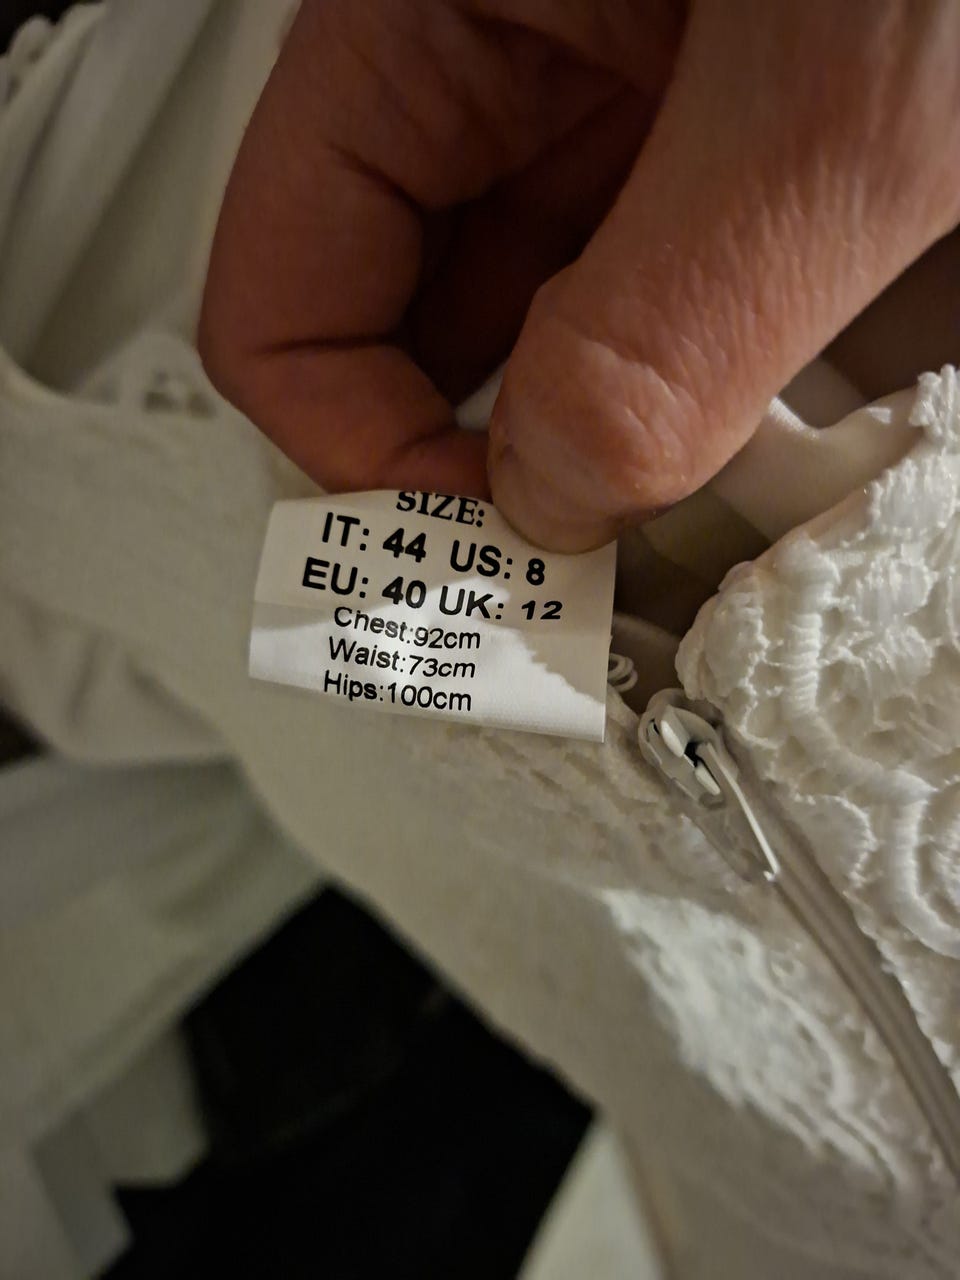 SIZE:
IT: 44 US: 8
EU: 40 UK: 12
Chest:92cm
Waist:73cm
Hips:100cm